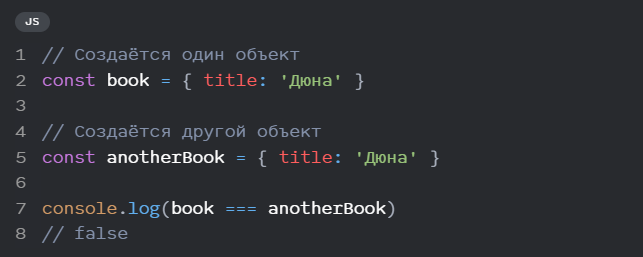 JS
1 // Создаётся один объект
2 const book = { title: 'Дюна' }
3
4 // Создаётся другой объект
5 const anotherBook = { title: 'Дюна' }
6
7 console.log(book === anotherBook)
8 // false